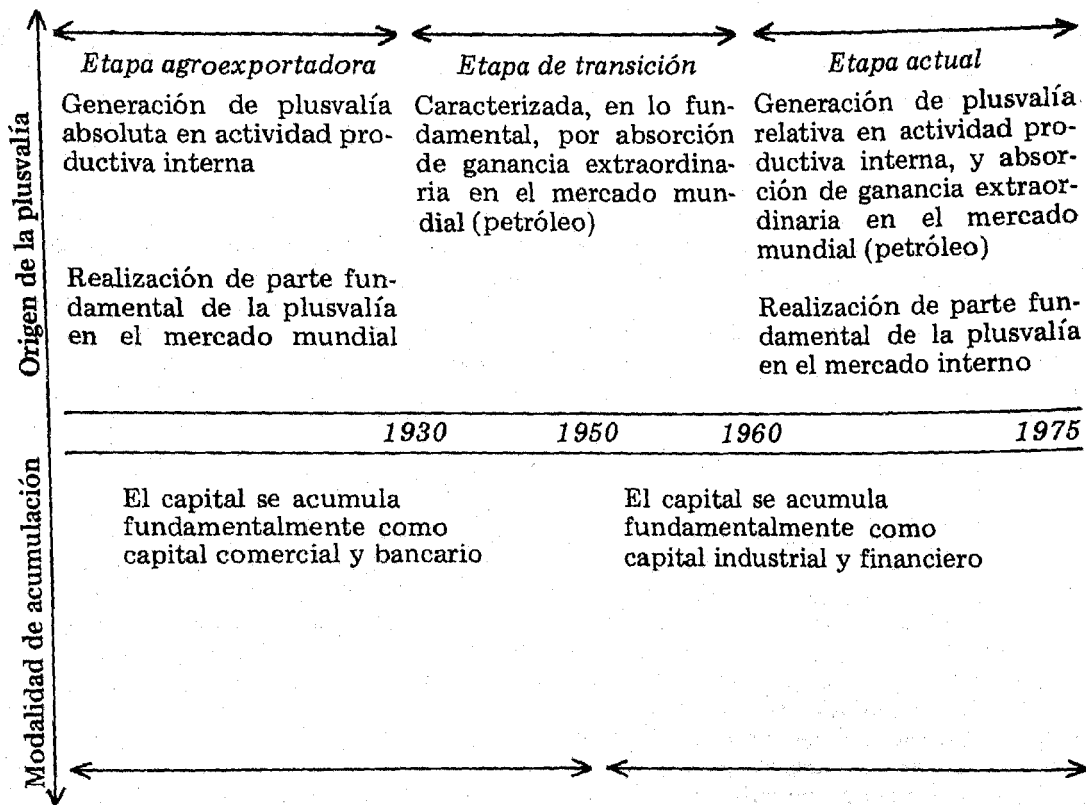 Origen de la plusvalía
Etapa agroexportadora
Generación de plusvalía
absoluta en actividad pro-
ductiva interna
Realización de parte fun-
damental de la plusvalía
en el mercado mundial
Etapa de transición
Caracterizada, en lo fun-
damental, por absorción
de ganancia extraordina-
ria en el mercado mun-
dial (petróleo)
Etapa actual
Generación de plusvalía
relativa en actividad pro-
ductiva interna, y absor-
ción de ganancia extraor-
dinaria en el mercado
mundial (petróleo)
Realización de parte fun-
damental de la plusvalía
en el mercado interno
1930 1950 1960 1975
Modalidad de acumulación
El capital se acumula
fundamentalmente como
capital comercial y bancario
El capital se acumula
fundamentalmente como
capital industrial y financiero